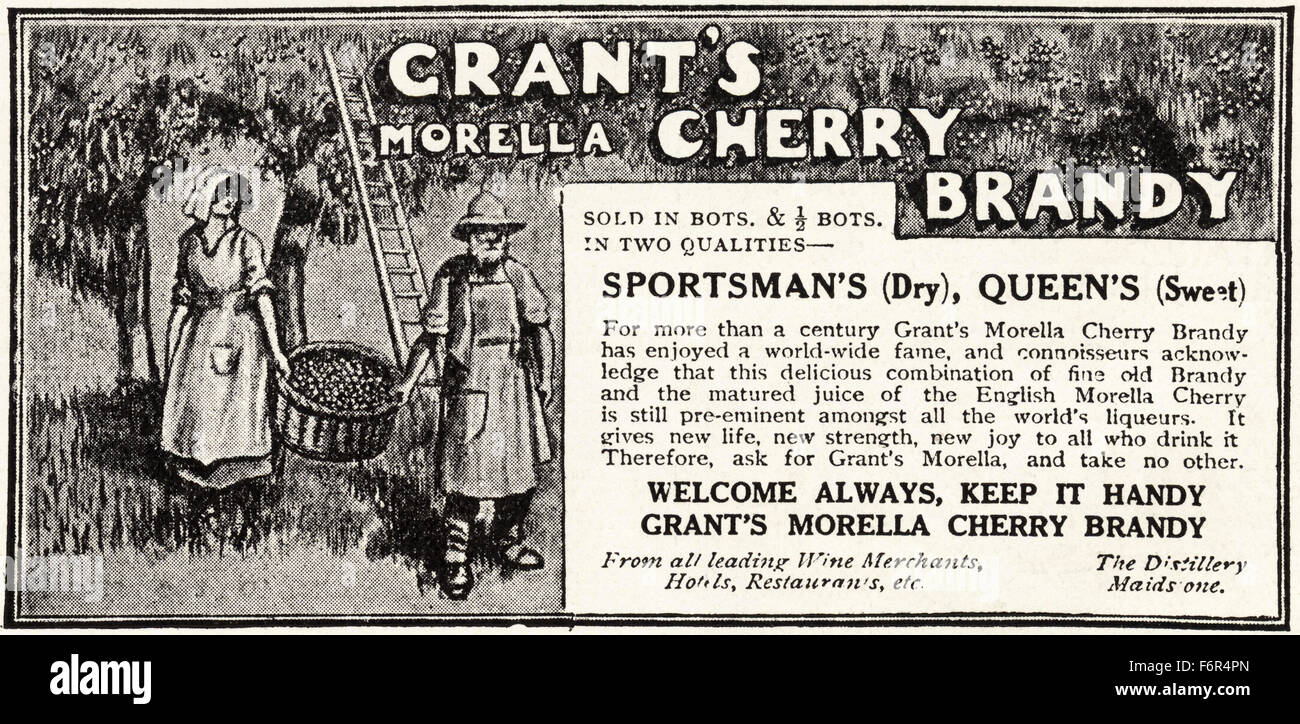 GRANT'S
MORELLA CHERRY
BRANDY
SOLD IN BOTS. & ½ BOTS.
IN TWO QUALITIES—
SPORTSMAN'S (Dry), QUEEN'S (Sweet)
For more than a century Grant's Morella Cherry Brandy
has enjoyed a world-wide fame, and connoisseurs acknow-
ledge that this delicious combination of fine old Brandy
and the matured juice of the English Morella Cherry
is still pre-eminent amongst all the world's liqueurs. It
gives new life, new strength, new joy to all who drink it
Therefore, ask for Grant's Morella, and take no other.
WELCOME ALWAYS, KEEP IT HANDY
GRANT'S MORELLA CHERRY BRANDY
From all leading Wine Merchants,
Hotels, Restaurants, etc.
The Distillery
Maidstone.
alamy stock photo
F6R4PN
www.alamy.com